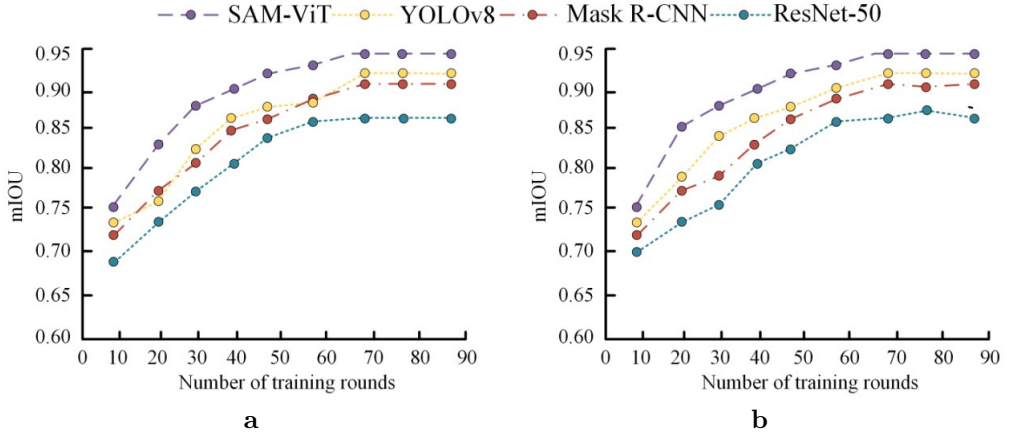 SAM-ViT YOLOv8 Mask R-CNN ResNet-50
0.95
0.90
0.85
0.80
0.75
0.70
0.65
0.60
mIOU
0 10 20 30 40 50 60 70 80 90
Number of training rounds
a
0.95
0.90
0.85
0.80
0.75
0.70
0.65
0.60
mIOU
0 10 20 30 40 50 60 70 80 90
Number of training rounds
b